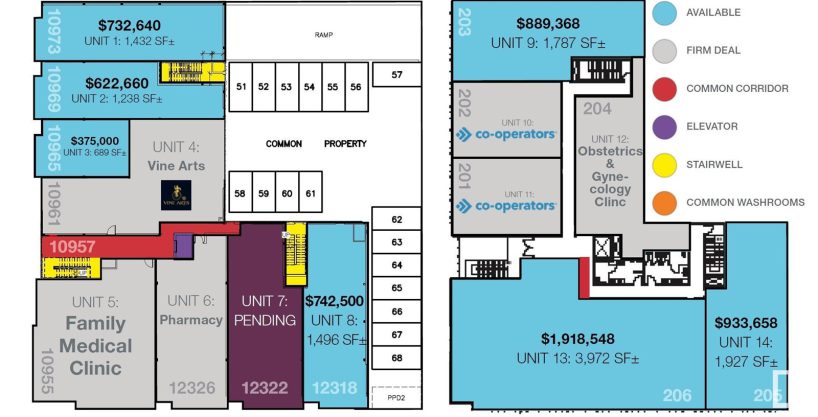 10973
$732,640
UNIT 1: 1,432 SF±
RAMP
10969
$622,660
UNIT 2: 1,238 SF±
51 52 53 54 55 56
57
10965
$375,000
UNIT 3: 689 SF±
UNIT 4:
Vine Arts
VINE ARTS
COMMON PROPERTY
10961
58 59 60 61
62
63
64
65
66
67
68
PPD2
10957
UNIT 5:
Family
Medical
Clinic
10955
UNIT 6:
Pharmacy
12326
UNIT 7:
PENDING
12322
$742,500
UNIT 8:
1,496 SF±
12318
203
$889,368
UNIT 9: 1,787 SF±
202
UNIT 10:
co-operators
201
UNIT 11:
co-operators
204
UNIT 12:
Obstetrics
&
Gyne-
cology
Clinc
$1,918,548
UNIT 13: 3,972 SF±
206
$933,658
UNIT 14:
1,927 SF±
205
AVAILABLE
FIRM DEAL
COMMON CORRIDOR
ELEVATOR
STAIRWELL
COMMON WASHROOMS